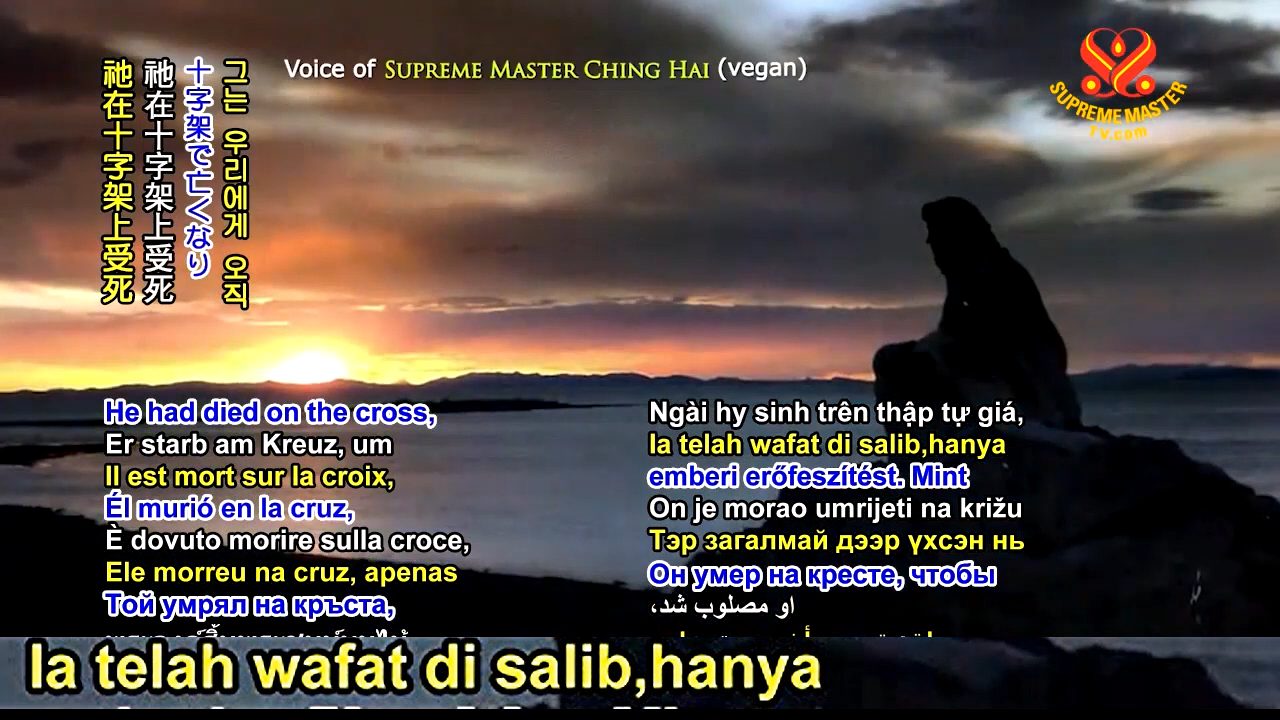 Voice of SUPREME MASTER CHING HAI (vegan)
SUPREME MASTER
TV.com
그는 우리에게 오직
十字架で亡くなり
祂在十字架上受死
祂在十字架上受死
He had died on the cross,
Er starb am Kreuz, um
Il est mort sur la croix,
Él murió en la cruz,
È dovuto morire sulla croce,
Ele morreu na cruz, apenas
Той умрял на кръста,
Ngài hy sinh trên thập tự giá,
Ia telah wafat di salib,hanya
emberi erőfeszítést. Mint
On je morao umrijeti na križu
Тэр загалмай дээр үхсэн нь
Он умер на кресте, чтобы
او مصلوب شد،
Ia telah wafat di salib,hanya